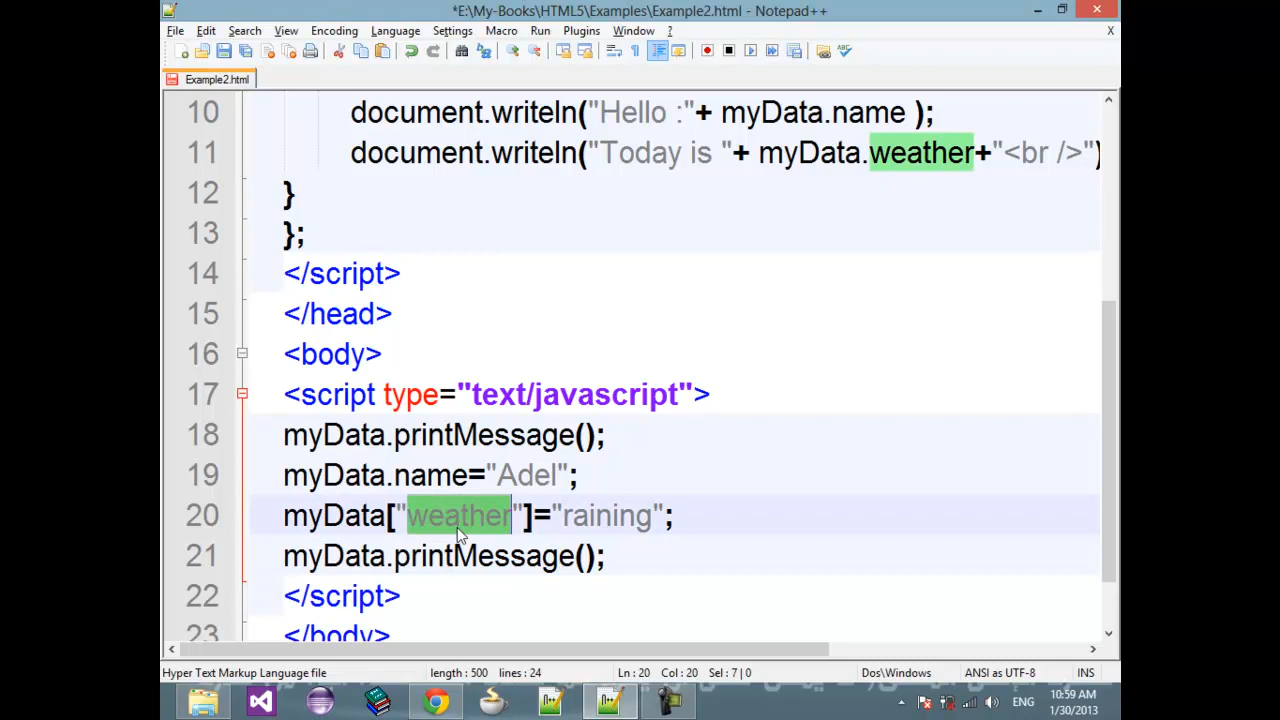 *E:\My-Books\HTML5\Examples\Example2.html - Notepad++
File Edit Search View Encoding Language Settings Macro Run Plugins Window ? X
Example2.html
10 document.writeln("Hello :"+ myData.name );
11 document.writeln("Today is "+ myData.weather+"<br />")
12 }
13 };
14 </script>
15 </head>
16 <body>
17 <script type="text/javascript">
18 myData.printMessage();
19 myData.name="Adel";
20 myData["weather"]="raining";
21 myData.printMessage();
22 </script>
23 </body>
Hyper Text Markup Language file length : 500 lines : 24 Ln : 20 Col : 20 Sel : 7 | 0 Dos\Windows ANSI as UTF-8 INS
ENG 10:59 AM
1/30/2013